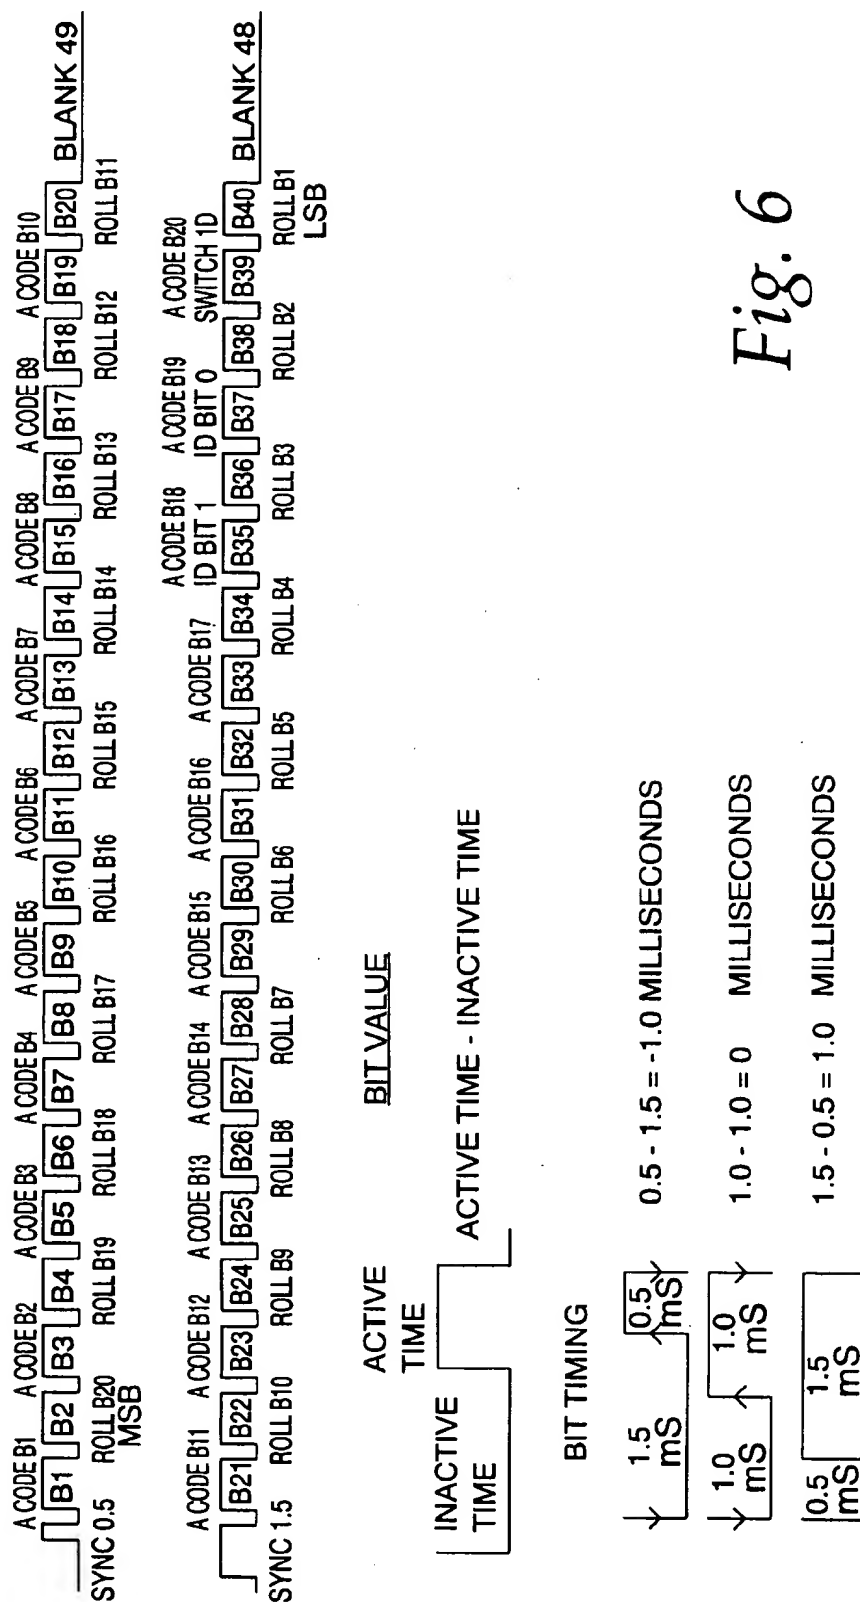 A CODE B1 A CODE B2 A CODE B3 A CODE B4 A CODE B5 A CODE B6 A CODE B7 A CODE B8 A CODE B9 A CODE B10
B1 B2 B3 B4 B5 B6 B7 B8 B9 B10 B11 B12 B13 B14 B15 B16 B17 B18 B19 B20 BLANK 49
SYNC 0.5 ROLL B20 ROLL B19 ROLL B18 ROLL B17 ROLL B16 ROLL B15 ROLL B14 ROLL B13 ROLL B12 ROLL B11
MSB
A CODE B11 A CODE B12 A CODE B13 A CODE B14 A CODE B15 A CODE B16 A CODE B17 A CODE B18 A CODE B19 A CODE B20
ID BIT 1 ID BIT 0 SWITCH 1D
B21 B22 B23 B24 B25 B26 B27 B28 B29 B30 B31 B32 B33 B34 B35 B36 B37 B38 B39 B40 BLANK 48
SYNC 1.5 ROLL B10 ROLL B9 ROLL B8 ROLL B7 ROLL B6 ROLL B5 ROLL B4 ROLL B3 ROLL B2 ROLL B1
LSB
BIT VALUE
ACTIVE
TIME
INACTIVE
TIME
ACTIVE TIME - INACTIVE TIME
BIT TIMING
1.5
mS
0.5
mS
0.5 - 1.5 = -1.0 MILLISECONDS
1.0
mS
1.0
mS
1.0 - 1.0 = 0 MILLISECONDS
0.5
mS
1.5
mS
1.5 - 0.5 = 1.0 MILLISECONDS
Fig. 6